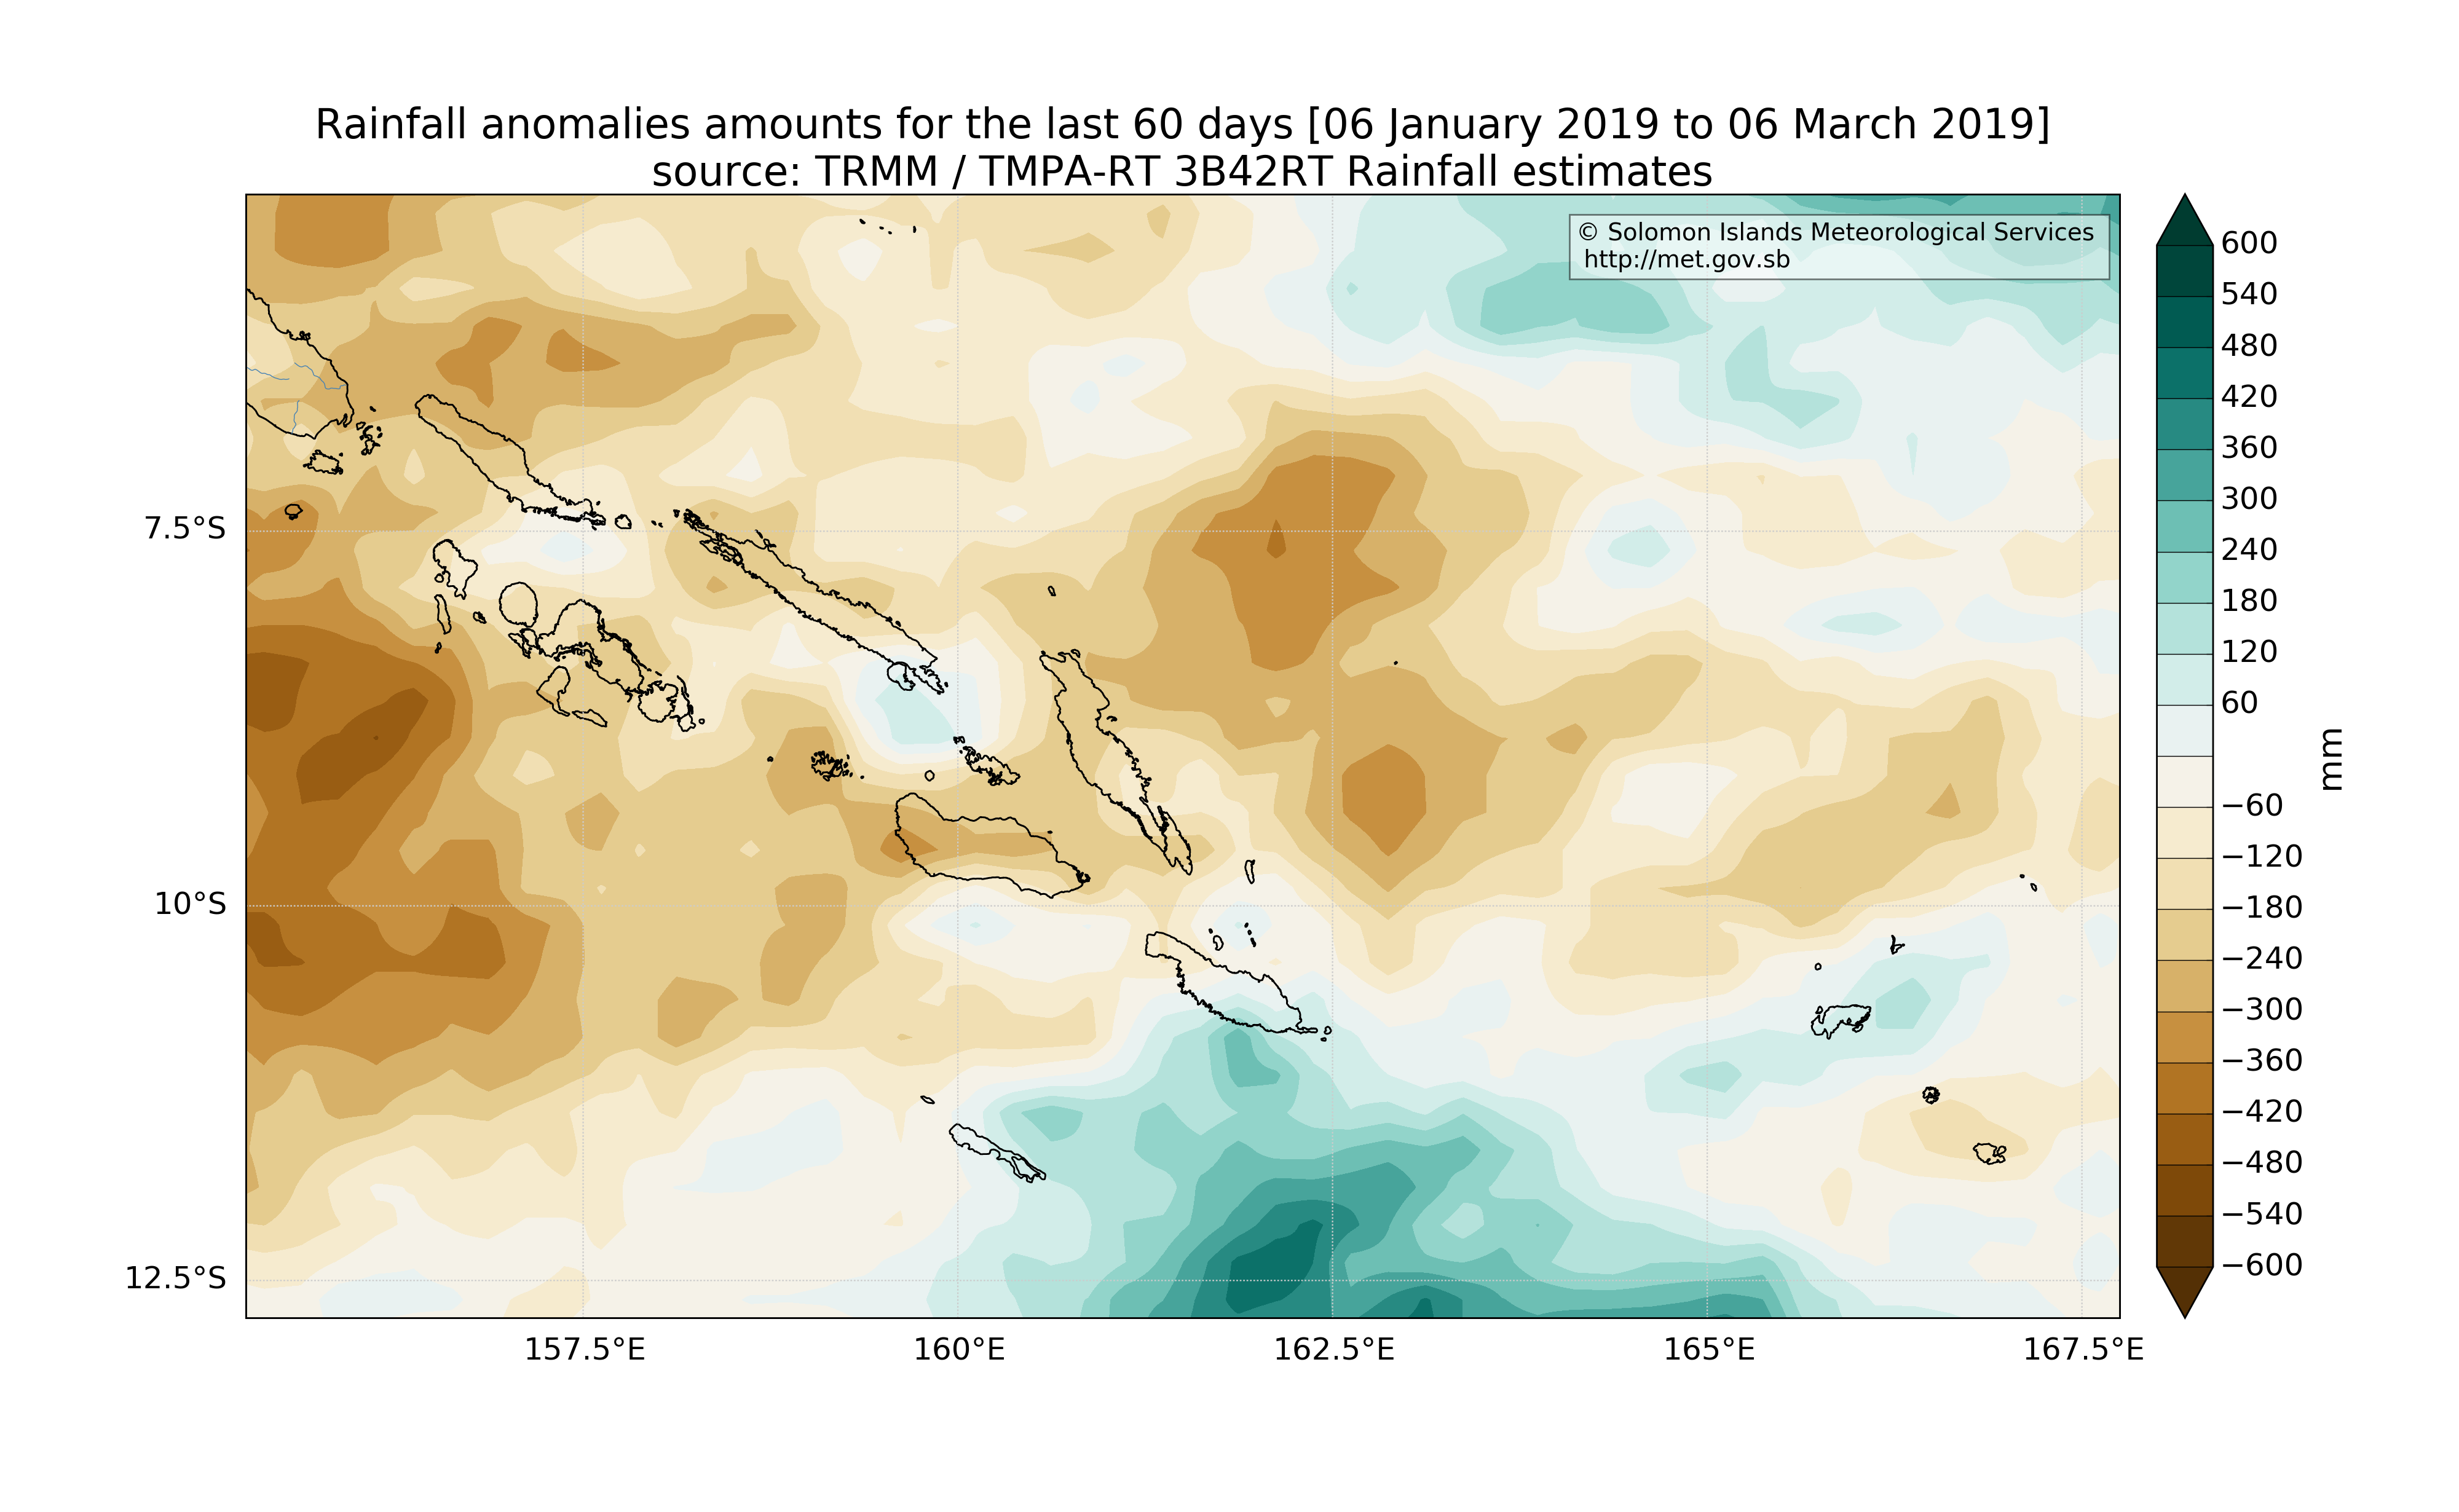 Rainfall anomalies amounts for the last 60 days [06 January 2019 to 06 March 2019]
source: TRMM / TMPA-RT 3B42RT Rainfall estimates
© Solomon Islands Meteorological Services
http://met.gov.sb
7.5°S
10°S
12.5°S
157.5°E
160°E
162.5°E
165°E
167.5°E
600
540
480
420
360
300
240
180
120
60
−60
−120
−180
−240
−300
−360
−420
−480
−540
−600
mm